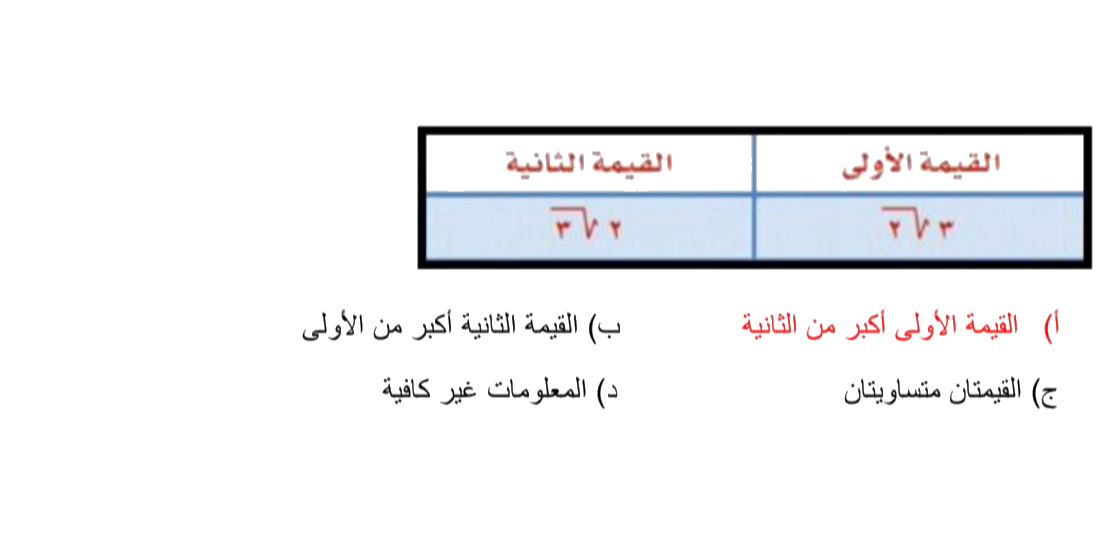 القيمة الأولى القيمة الثانية
٣√٢ ٢√٣
أ) القيمة الأولى أكبر من الثانية ب) القيمة الثانية أكبر من الأولى
ج) القيمتان متساويتان د) المعلومات غير كافية